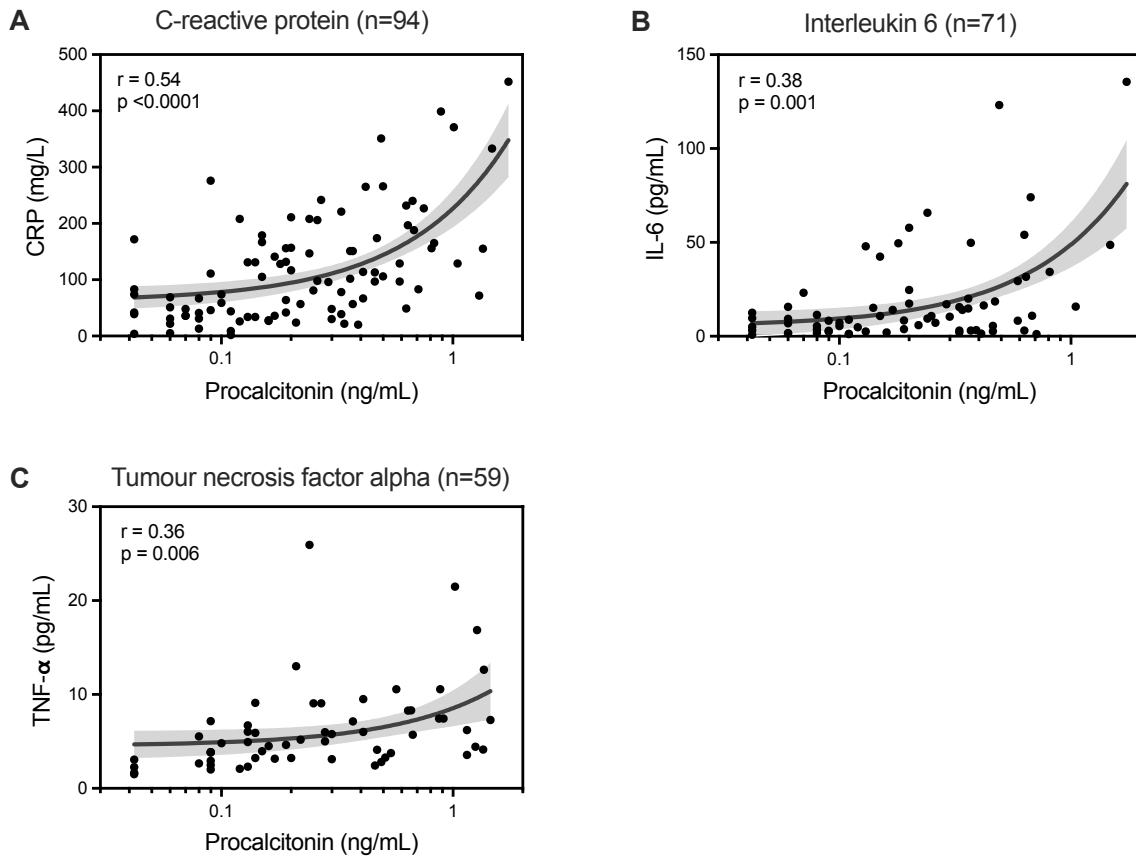 A
C-reactive protein (n=94)
500
400
300
200
100
0
CRP (mg/L)
r = 0.54
p <0.0001
0.1
1
Procalcitonin (ng/mL)
B
Interleukin 6 (n=71)
150
100
50
0
IL-6 (pg/mL)
r = 0.38
p = 0.001
0.1
1
Procalcitonin (ng/mL)
C
Tumour necrosis factor alpha (n=59)
30
20
10
0
TNF-α (pg/mL)
r = 0.36
p = 0.006
0.1
1
Procalcitonin (ng/mL)